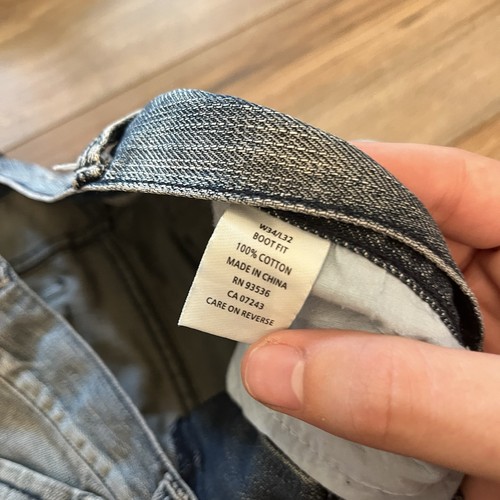 W34/L32
BOOT FIT
100% COTTON
MADE IN CHINA
RN 93536
CA 07243
CARE ON REVERSE